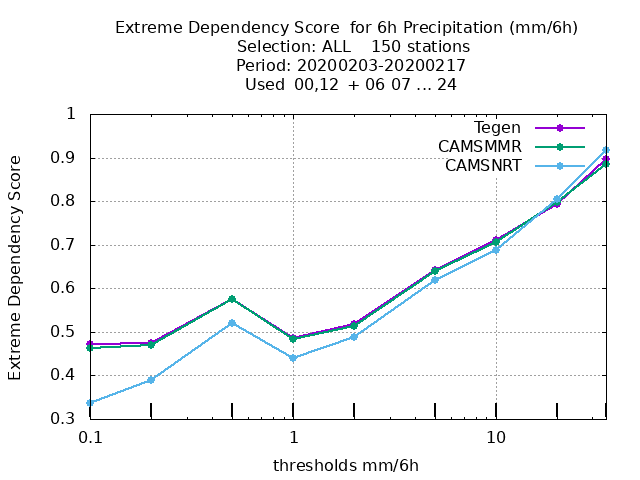 Extreme Dependency Score  for 6h Precipitation (mm/6h)
Selection: ALL    150 stations
Period: 20200203-20200217
Used  00,12  + 06 07 ... 24
Tegen
CAMSMMR
CAMSNRT
Extreme Dependency Score
1
0.9
0.8
0.7
0.6
0.5
0.4
0.3
0.1 1 10
thresholds mm/6h